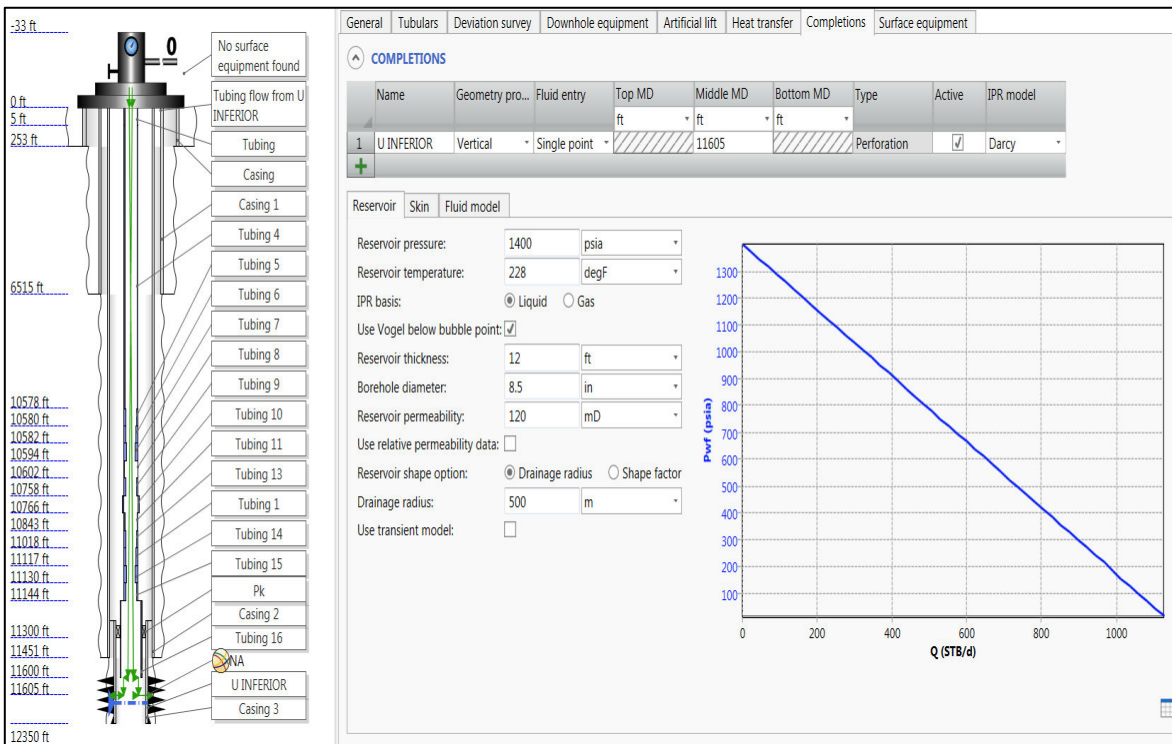 -33 ft
0 ft
5 ft
253 ft
6515 ft
10578 ft
10580 ft
10582 ft
10594 ft
10602 ft
10758 ft
10766 ft
10843 ft
11018 ft
11117 ft
11130 ft
11144 ft
11300 ft
11451 ft
11600 ft
11605 ft
12350 ft
No surface
equipment found
Tubing flow from U
INFERIOR
Tubing
Casing
Casing 1
Tubing 4
Tubing 5
Tubing 6
Tubing 7
Tubing 8
Tubing 9
Tubing 10
Tubing 11
Tubing 13
Tubing 1
Tubing 14
Tubing 15
Pk
Casing 2
Tubing 16
NA
U INFERIOR
Casing 3
General Tubulars Deviation survey Downhole equipment Artificial lift Heat transfer Completions Surface equipment
COMPLETIONS
Name Geometry pro... Fluid entry Top MD Middle MD Bottom MD Type Active IPR model
ft ft ft
1 U INFERIOR Vertical Single point 11605 Perforation Darcy
Reservoir Skin Fluid model
Reservoir pressure: 1400 psia
Reservoir temperature: 228 degF
IPR basis: Liquid Gas
Use Vogel below bubble point:
Reservoir thickness: 12 ft
Borehole diameter: 8.5 in
Reservoir permeability: 120 mD
Use relative permeability data:
Reservoir shape option: Drainage radius Shape factor
Drainage radius: 500 m
Use transient model:
Pwf (psia)
1300
1200
1100
1000
900
800
700
600
500
400
300
200
100
0 200 400 600 800 1000
Q (STB/d)